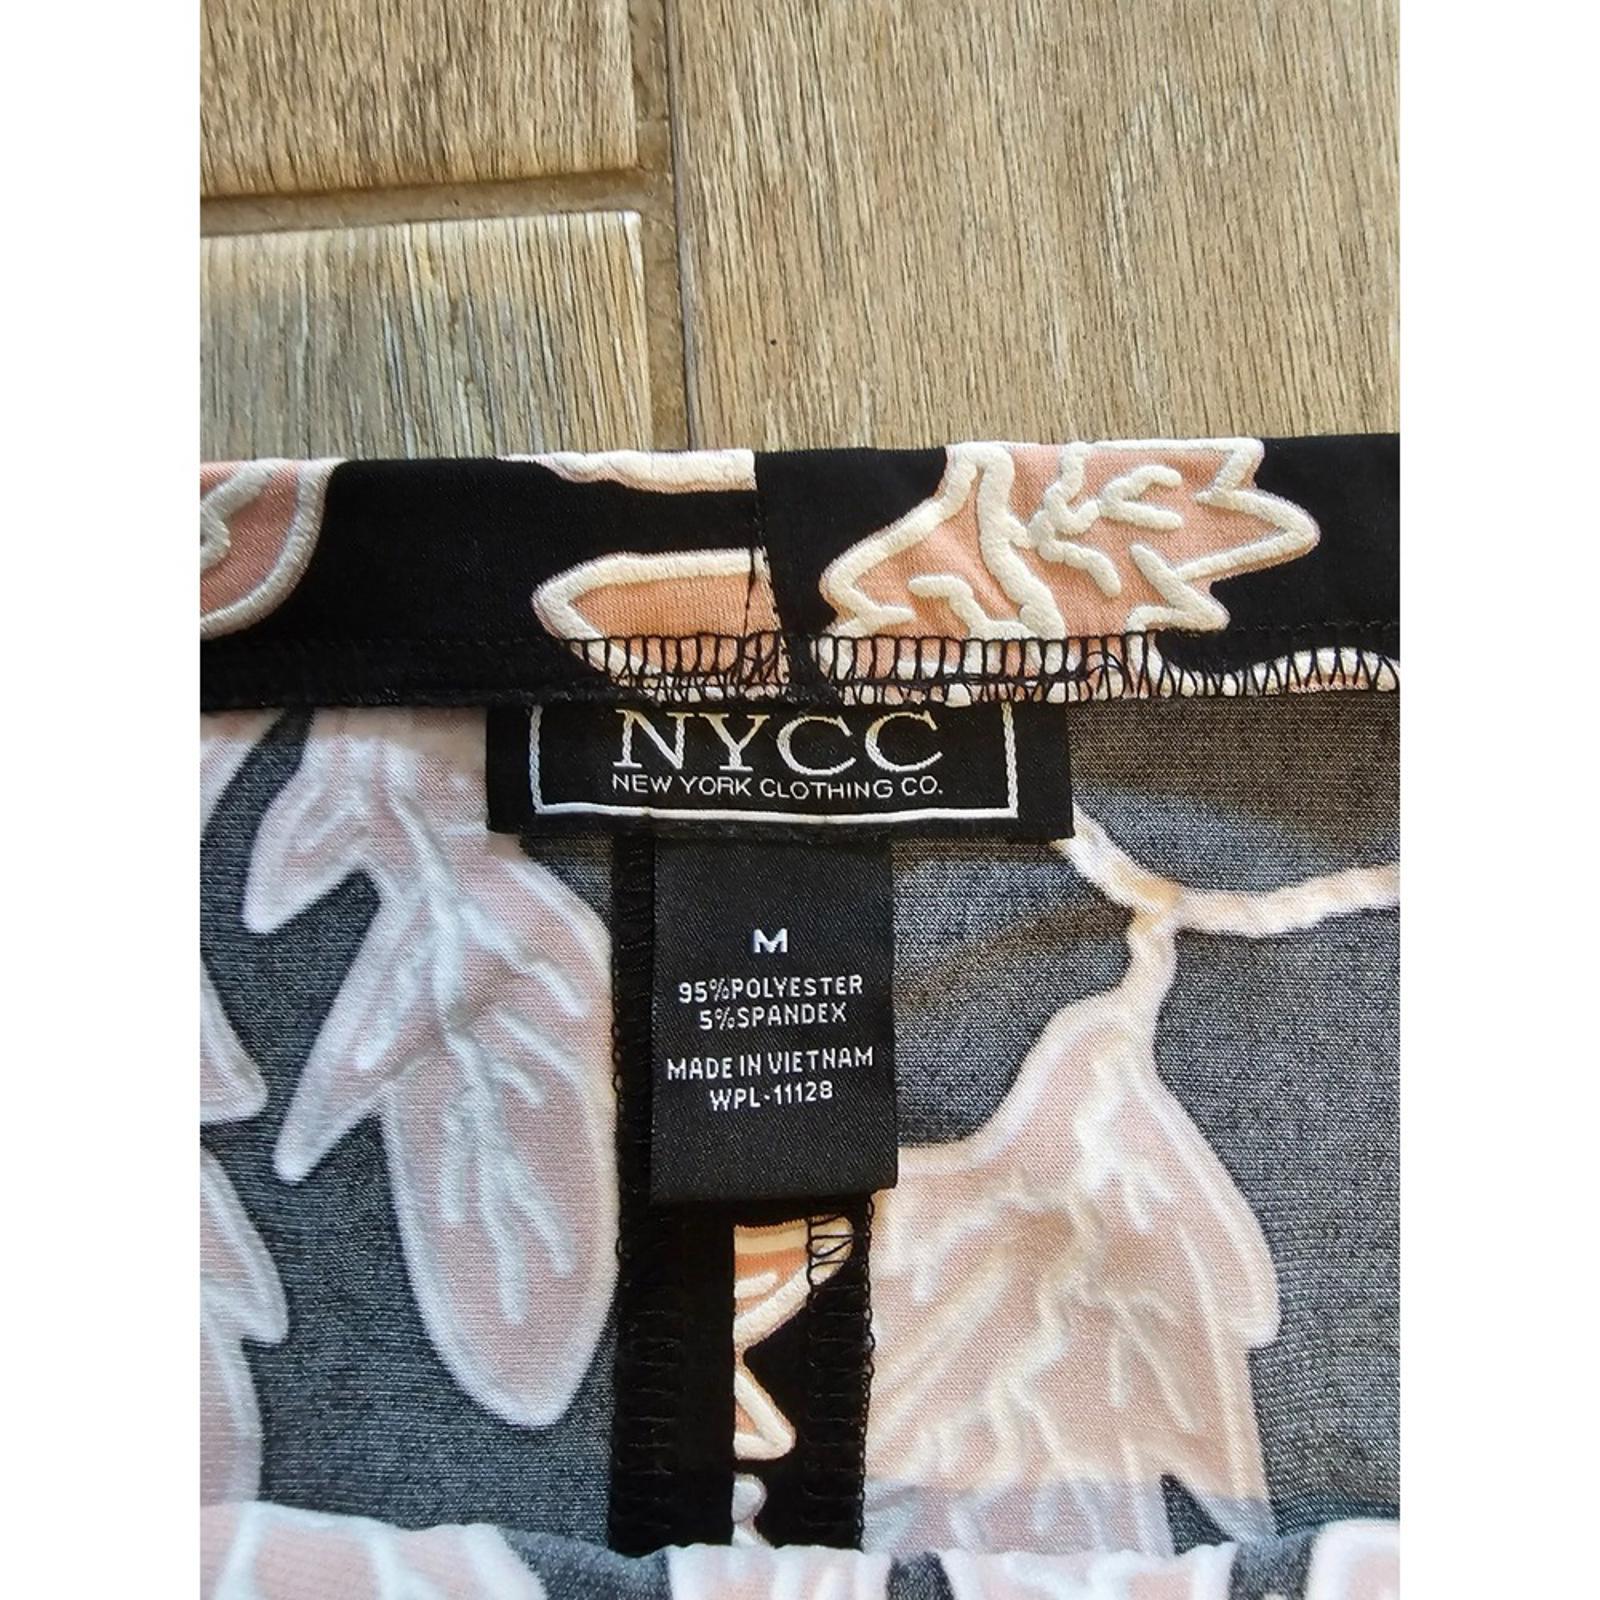 NYCC
NEW YORK CLOTHING CO.
M
95%POLYESTER
5%SPANDEX
MADE IN VIETNAM
WPL-11128